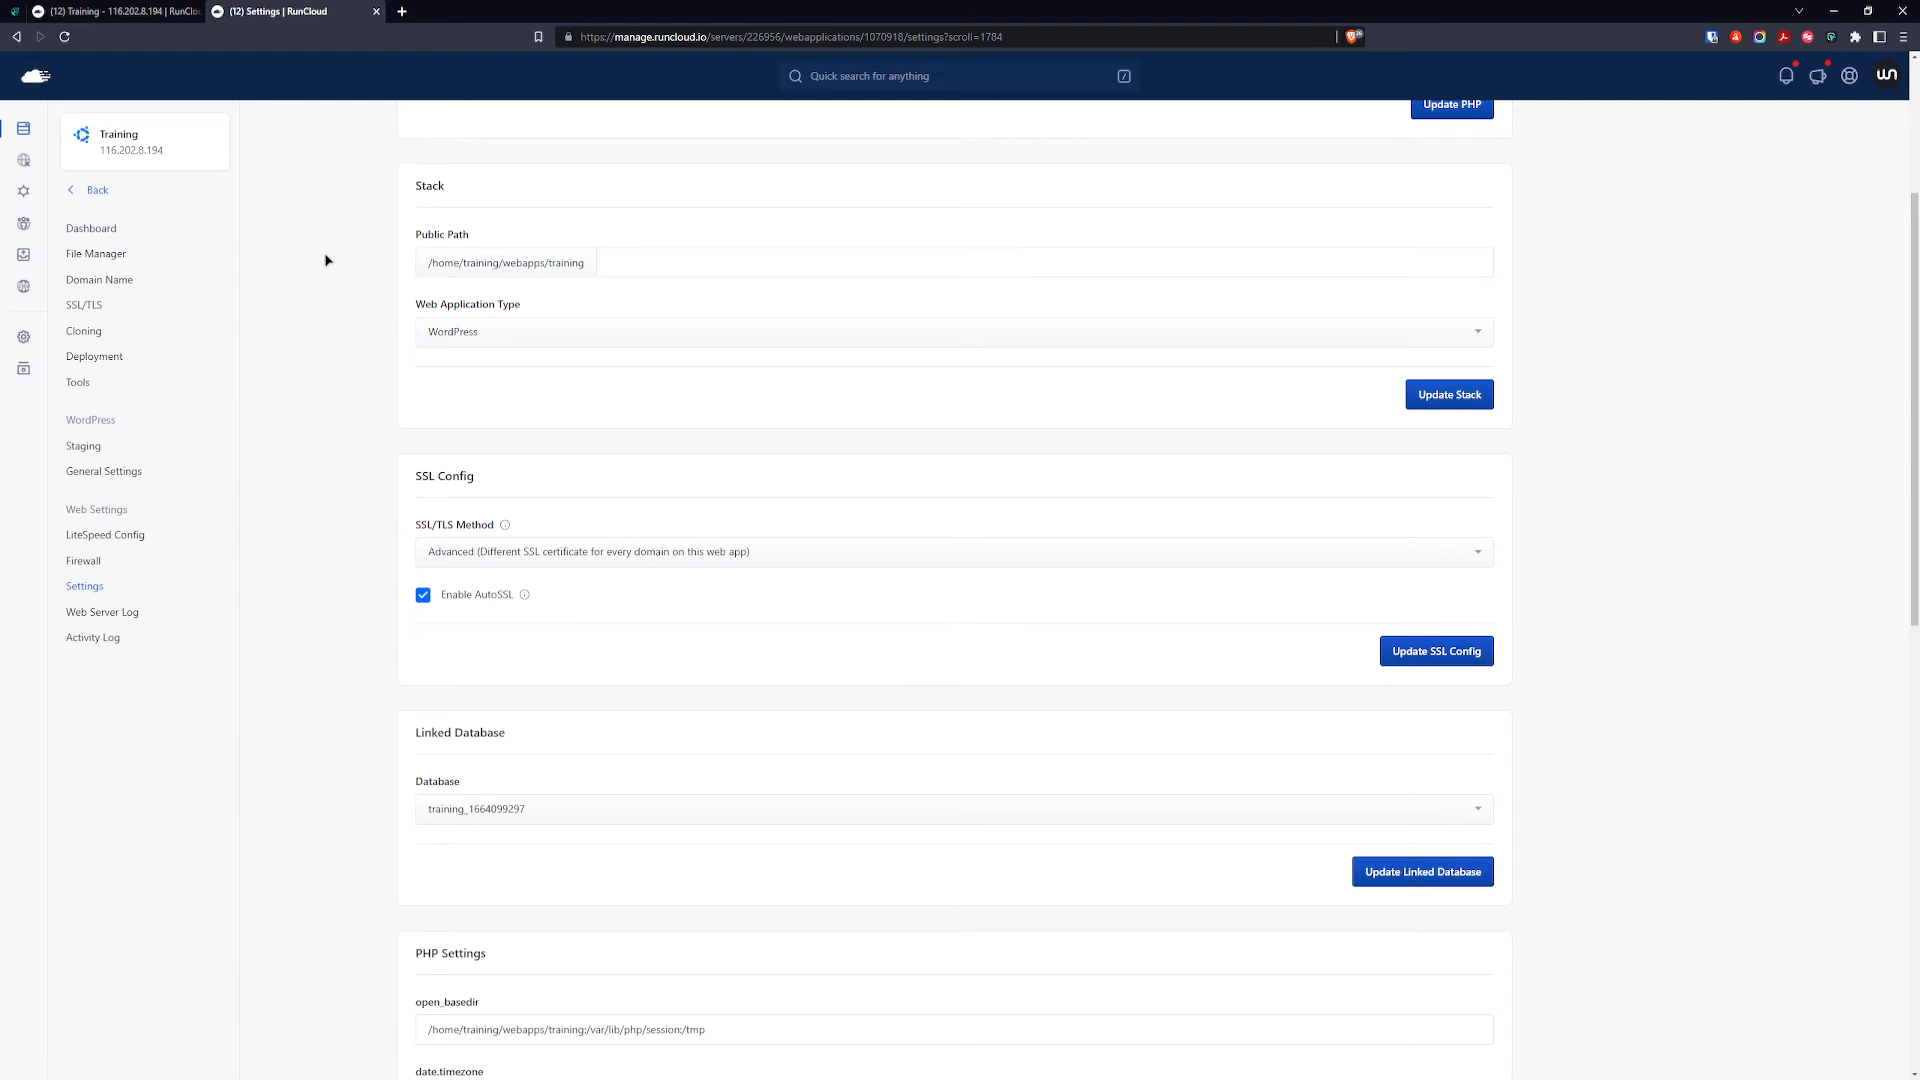 (12) Training - 116.202.8.194 | RunClo
(12) Settings | RunCloud
https://manage.runcloud.io/servers/226956/webapplications/1070918/settings?scroll=1784
Quick search for anything
Update PHP
Training
116.202.8.194
Back
Dashboard
File Manager
Domain Name
SSL/TLS
Cloning
Deployment
Tools
WordPress
Staging
General Settings
Web Settings
LiteSpeed Config
Firewall
Settings
Web Server Log
Activity Log
Stack
Public Path
/home/training/webapps/training
Web Application Type
WordPress
Update Stack
SSL Config
SSL/TLS Method
Advanced (Different SSL certificate for every domain on this web app)
Enable AutoSSL
Update SSL Config
Linked Database
Database
training_1664099297
Update Linked Database
PHP Settings
open_basedir
/home/training/webapps/training:/var/lib/php/session:/tmp
date.timezone